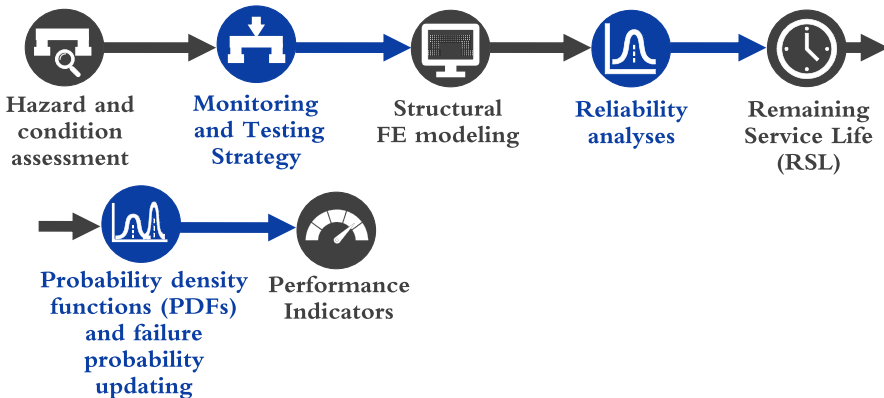 Hazard and
condition
assessment
Monitoring
and Testing
Strategy
Structural
FE modeling
Reliability
analyses
Remaining
Service Life
(RSL)
Probability density
functions (PDFs)
and failure
probability
updating
Performance
Indicators